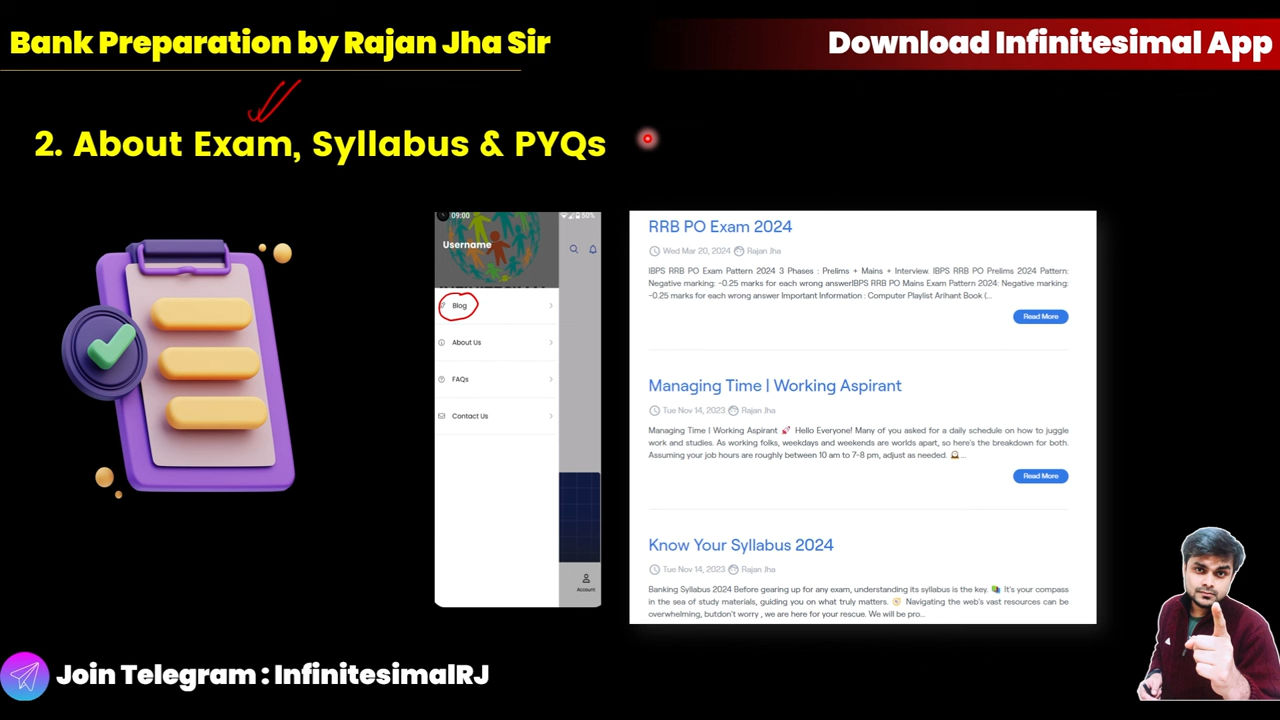 Bank Preparation by Rajan Jha Sir
Download Infinitesimal App
2. About Exam, Syllabus & PYQs
09:00
50%
Username
Blog
About Us
FAQs
Contact Us
Account
RRB PO Exam 2024
Wed Mar 20, 2024 Rajan Jha
IBPS RRB PO Exam Pattern 2024 3 Phases : Prelims + Mains + Interview. IBPS RRB PO Prelims 2024 Pattern:
Negative marking: -0.25 marks for each wrong answerIBPS RRB PO Mains Exam Pattern 2024: Negative marking:
-0.25 marks for each wrong answer Important Information : Computer Playlist Arihant Book (...
Read More
Managing Time | Working Aspirant
Tue Nov 14, 2023 Rajan Jha
Managing Time | Working Aspirant 🚀 Hello Everyone! Many of you asked for a daily schedule on how to juggle
work and studies. As working folks, weekdays and weekends are worlds apart, so here's the breakdown for both.
Assuming your job hours are roughly between 10 am to 7-8 pm, adjust as needed. 🕰️ ...
Read More
Know Your Syllabus 2024
Tue Nov 14, 2023 Rajan Jha
Banking Syllabus 2024 Before gearing up for any exam, understanding its syllabus is the key. 📚 It's your compass
in the sea of study materials, guiding you on what truly matters. 🧭 Navigating the web's vast resources can be
overwhelming, butdon't worry , we are here for your rescue. We will be pro...
Join Telegram : InfinitesimalRJ